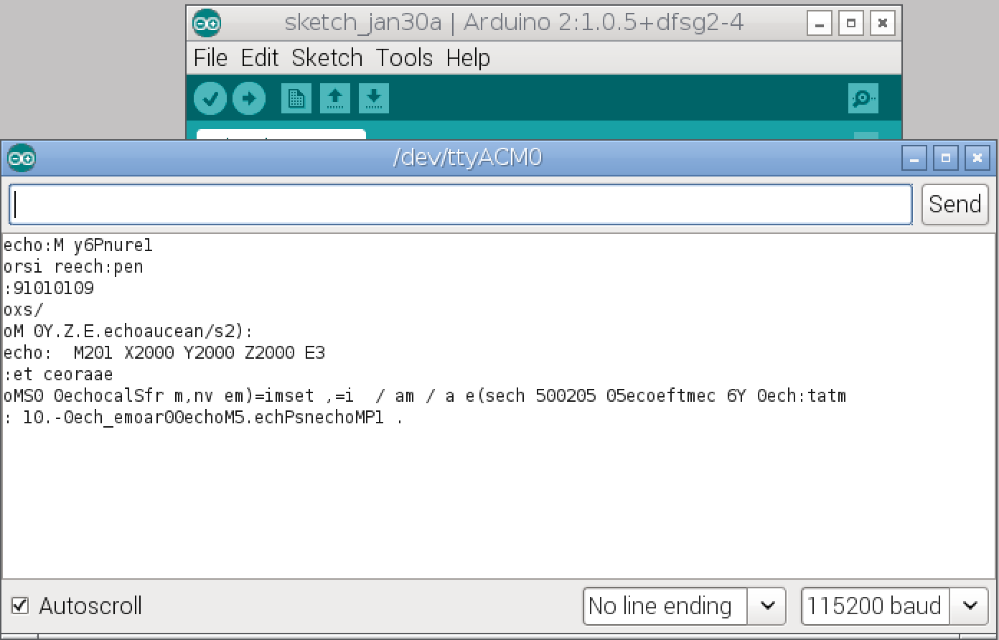 sketch_jan30a | Arduino 2:1.0.5+dfsg2-4
File Edit Sketch Tools Help
/dev/ttyACM0
Send
echo:M y6Pnurel
orsi reech:pen
:91010109
oxs/
oM 0Y.Z.E.echoaucean/s2):
echo:  M201 X2000 Y2000 Z2000 E3
:et ceoraae
oMS0 0echocalSfr m,nv em)=imset ,=i  / am / a e(sech 500205 05ecoeftmec 6Y 0ech:tatm
: 10.-0ech_emoar00echoM5.echPsnechoMP1 .
Autoscroll
No line ending
115200 baud